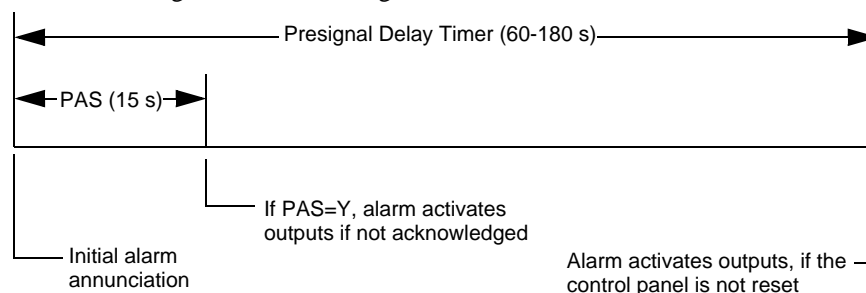 Presignal Delay Timer (60-180 s)
PAS (15 s)
If PAS=Y, alarm activates
outputs if not acknowledged
Initial alarm
annunciation
Alarm activates outputs, if the
control panel is not reset